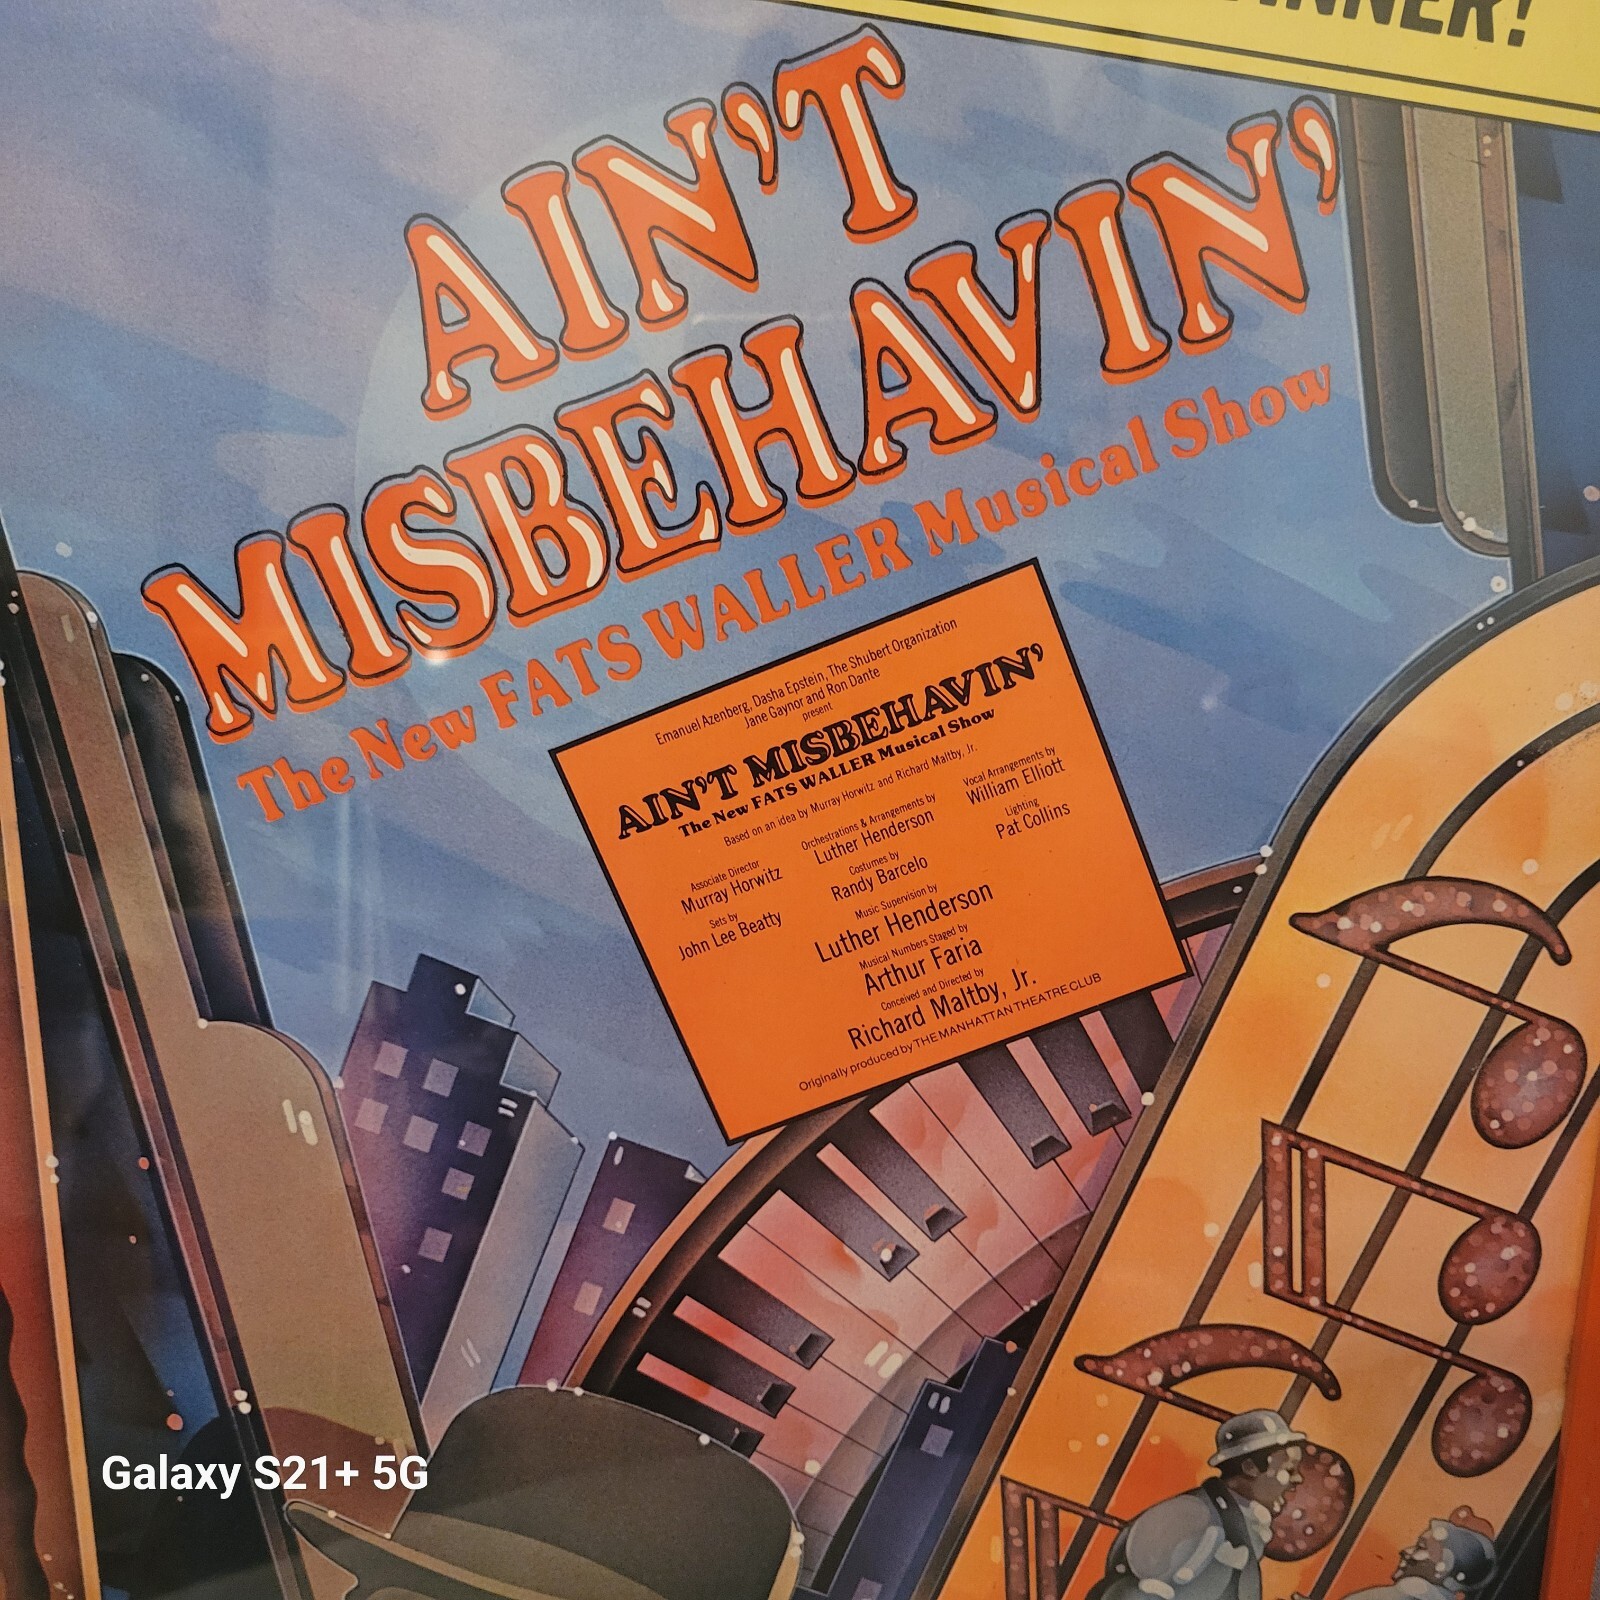 NNER!
AIN'T
MISBEHAVIN'
The New FATS WALLER Musical Show
Emanuel Azenberg, Dasha Epstein, The Shubert Organization
Jane Gaynor and Ron Dante
present
AIN'T MISBEHAVIN'
The New FATS WALLER Musical Show
Based on an idea by Murray Horwitz and Richard Maltby, Jr.
Associate Director
Murray Horwitz
Orchestrations & Arrangements by
Luther Henderson
Vocal Arrangements by
William Elliott
Sets by
John Lee Beatty
Costumes by
Randy Barcelo
Lighting
Pat Collins
Music Supervision by
Luther Henderson
Musical Numbers Staged by
Arthur Faria
Conceived and Directed by
Richard Maltby, Jr.
Originally produced by THE MANHATTAN THEATRE CLUB
Galaxy S21+ 5G